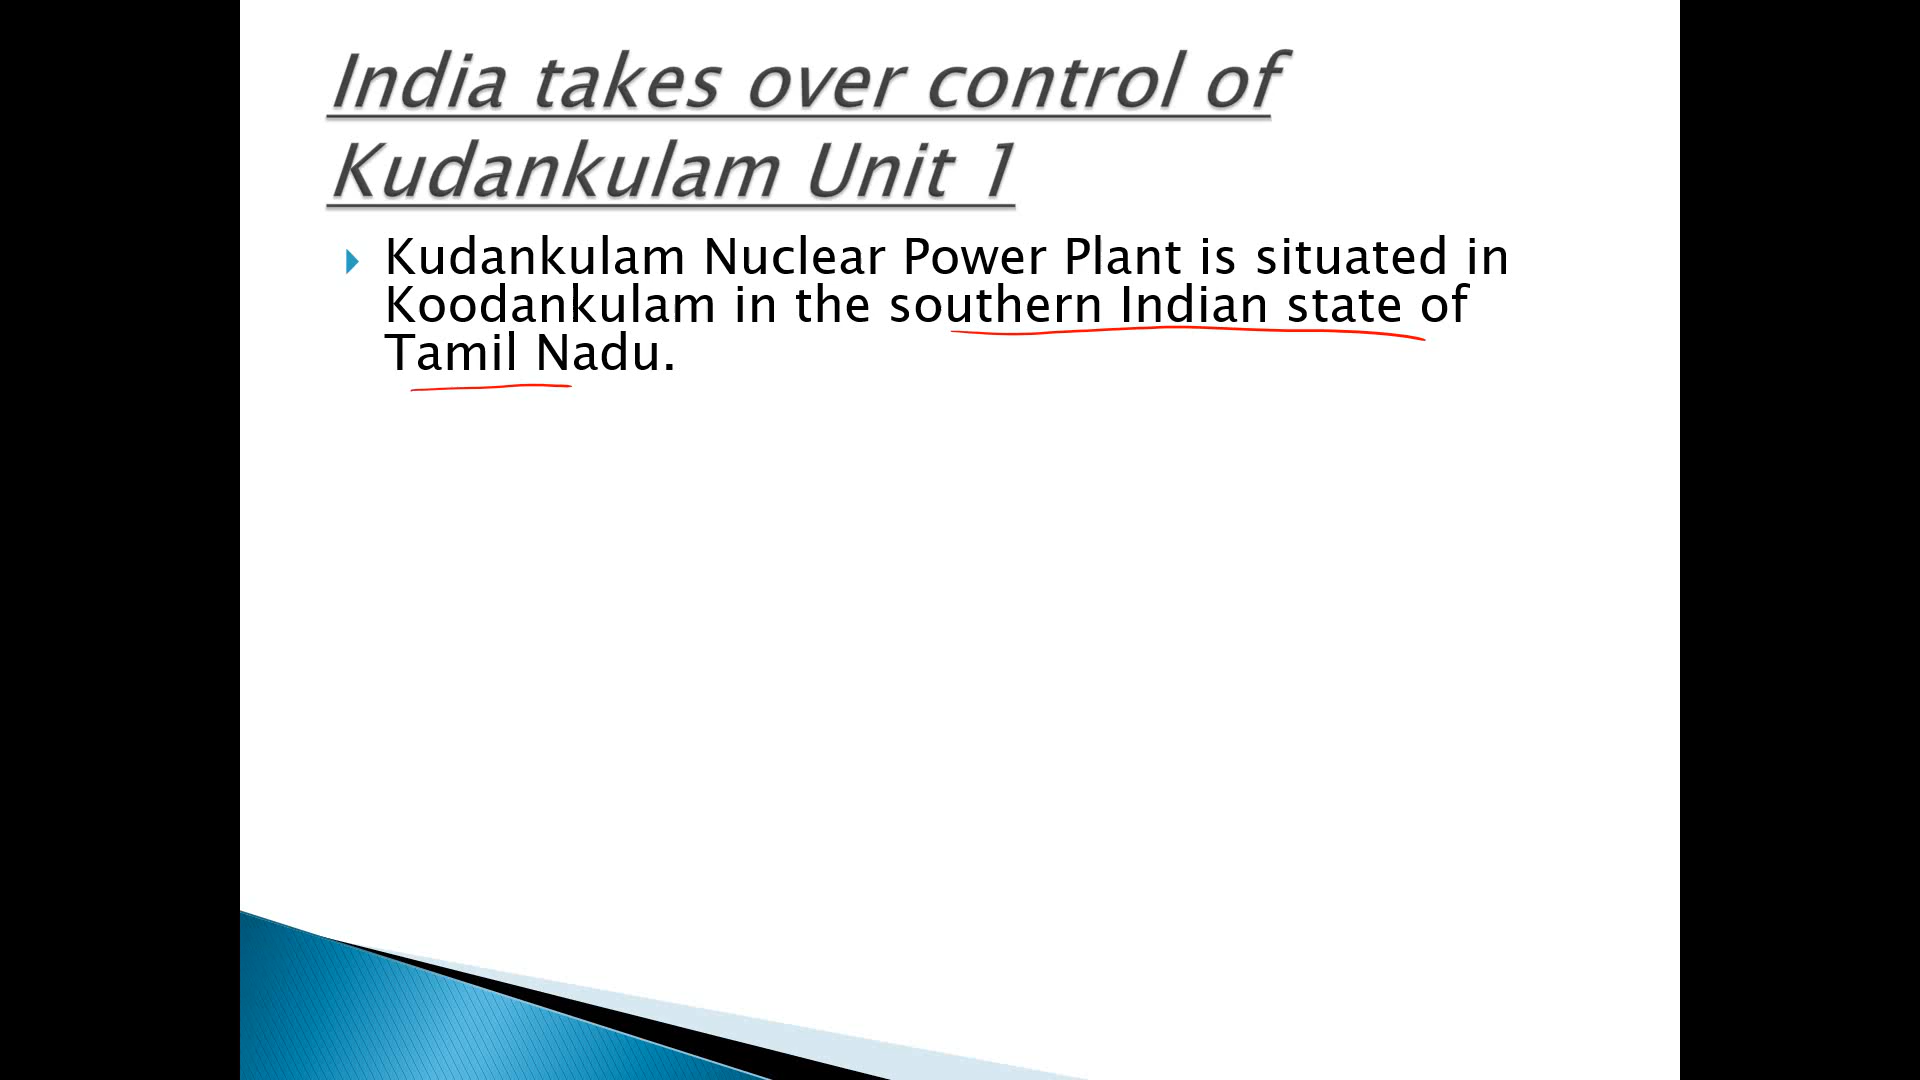 India takes over control of
Kudankulam Unit 1
Kudankulam Nuclear Power Plant is situated in
Koodankulam in the southern Indian state of
Tamil Nadu.